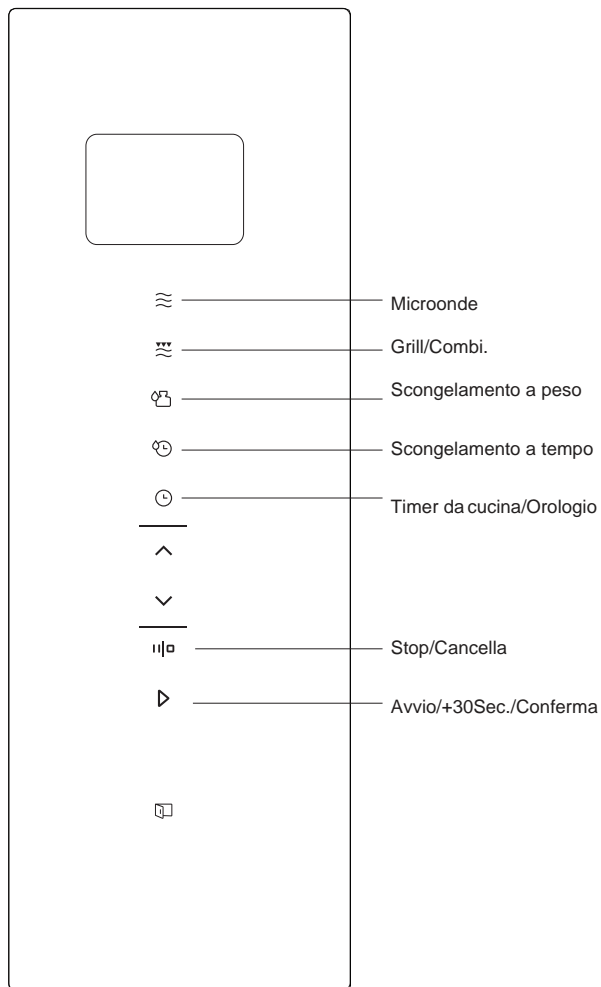 Microonde
Grill/Combi.
Scongelamento a peso
Scongelamento a tempo
Timer da cucina/Orologio
Stop/Cancella
Avvio/+30Sec./Conferma